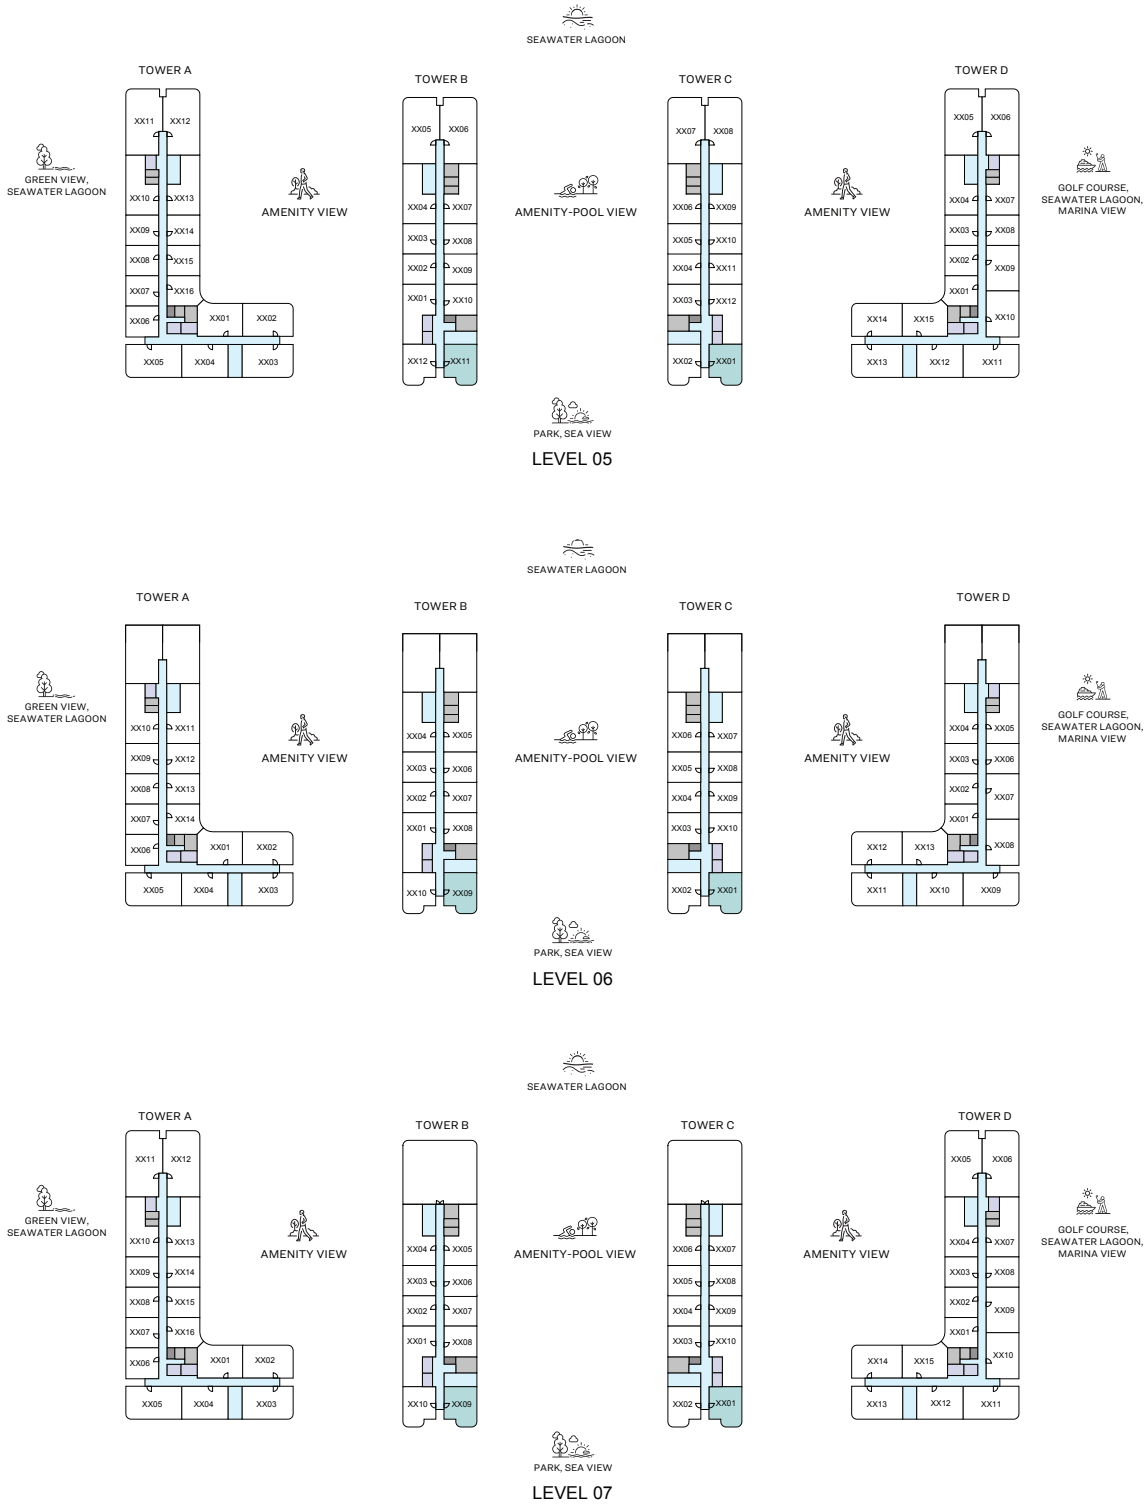 SEAWATER LAGOON
TOWER A
TOWER B
TOWER C
TOWER D
XX11 XX12
XX05 XX06
XX07 XX08
XX05 XX06
GREEN VIEW,
SEAWATER LAGOON
AMENITY VIEW
AMENITY-POOL VIEW
AMENITY VIEW
GOLF COURSE,
SEAWATER LAGOON,
MARINA VIEW
XX10 XX13
XX04 XX07
XX06 XX09
XX04 XX07
XX09 XX14
XX03 XX08
XX05 XX10
XX03 XX08
XX08 XX15
XX02 XX09
XX04 XX11
XX02 XX09
XX07 XX16
XX01 XX10
XX03 XX12
XX01
XX06 XX01 XX02
XX14 XX15 XX10
XX05 XX04 XX03
XX12 XX11
XX02 XX01
XX13 XX12 XX11
PARK, SEA VIEW
LEVEL 05
SEAWATER LAGOON
TOWER A
TOWER B
TOWER C
TOWER D
GREEN VIEW,
SEAWATER LAGOON
AMENITY VIEW
AMENITY-POOL VIEW
AMENITY VIEW
GOLF COURSE,
SEAWATER LAGOON,
MARINA VIEW
XX10 XX11
XX04 XX05
XX06 XX07
XX04 XX05
XX09 XX12
XX03 XX06
XX05 XX08
XX03 XX06
XX08 XX13
XX02 XX07
XX04 XX09
XX02 XX07
XX07 XX14
XX01 XX08
XX03 XX10
XX01
XX06 XX01 XX02
XX12 XX13 XX08
XX05 XX04 XX03
XX10 XX09
XX02 XX01
XX11 XX10 XX09
PARK, SEA VIEW
LEVEL 06
SEAWATER LAGOON
TOWER A
TOWER B
TOWER C
TOWER D
XX11 XX12
XX05 XX06
GREEN VIEW,
SEAWATER LAGOON
AMENITY VIEW
AMENITY-POOL VIEW
AMENITY VIEW
GOLF COURSE,
SEAWATER LAGOON,
MARINA VIEW
XX10 XX13
XX04 XX05
XX06 XX07
XX04 XX07
XX09 XX14
XX03 XX06
XX05 XX08
XX03 XX08
XX08 XX15
XX02 XX07
XX04 XX09
XX02 XX09
XX07 XX16
XX01 XX08
XX03 XX10
XX01
XX06 XX01 XX02
XX14 XX15 XX10
XX05 XX04 XX03
XX10 XX09
XX02 XX01
XX13 XX12 XX11
PARK, SEA VIEW
LEVEL 07